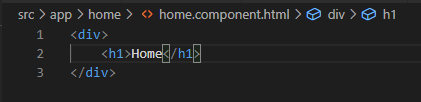 src > app > home > <> home.component.html > div > h1
1 <div>
2 <h1>Home</h1>
3 </div>